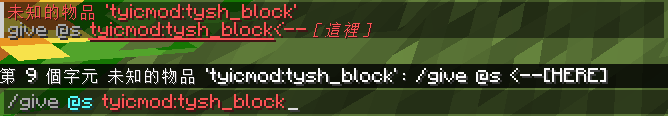 未知的物品 'tyicmod:tysh_block'
give @s tyicmod:tysh_block<--［這裡］
第 9 個字元 未知的物品 'tyicmod:tysh_block': /give @s <--[HERE]
/give @s tyicmod:tysh_block_